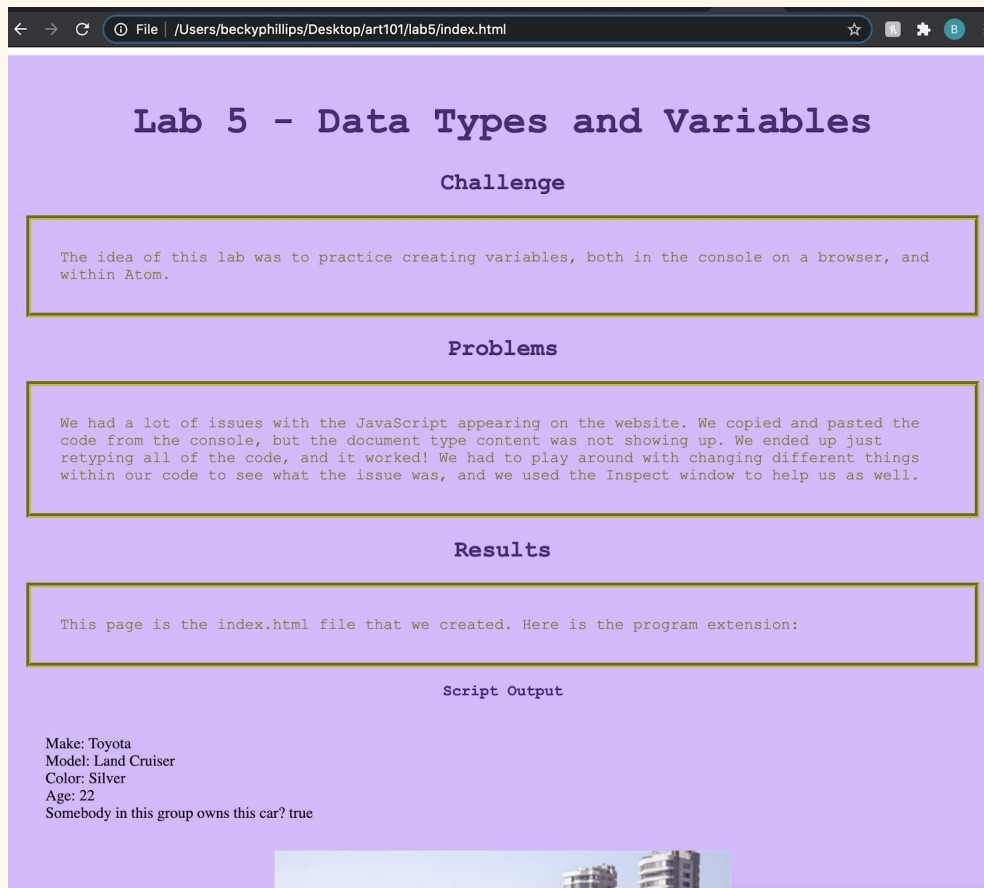 File | /Users/beckyphillips/Desktop/art101/lab5/index.html
B
Lab 5 - Data Types and Variables
Challenge
The idea of this lab was to practice creating variables, both in the console on a browser, and
within Atom.
Problems
We had a lot of issues with the JavaScript appearing on the website. We copied and pasted the
code from the console, but the document type content was not showing up. We ended up just
retyping all of the code, and it worked! We had to play around with changing different things
within our code to see what the issue was, and we used the Inspect window to help us as well.
Results
This page is the index.html file that we created. Here is the program extension:
Script Output
Make: Toyota
Model: Land Cruiser
Color: Silver
Age: 22
Somebody in this group owns this car? true